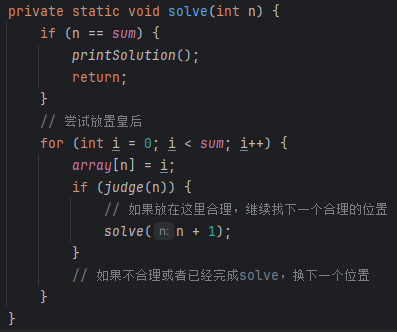 private static void solve(int n) {
    if (n == sum) {
        printSolution();
        return;
    }
    // 尝试放置皇后
    for (int i = 0; i < sum; i++) {
        array[n] = i;
        if (judge(n)) {
            // 如果放在这里合理，继续找下一个合理的位置
            solve( n: n + 1);
        }
        // 如果不合理或者已经完成solve，换下一个位置
    }
}